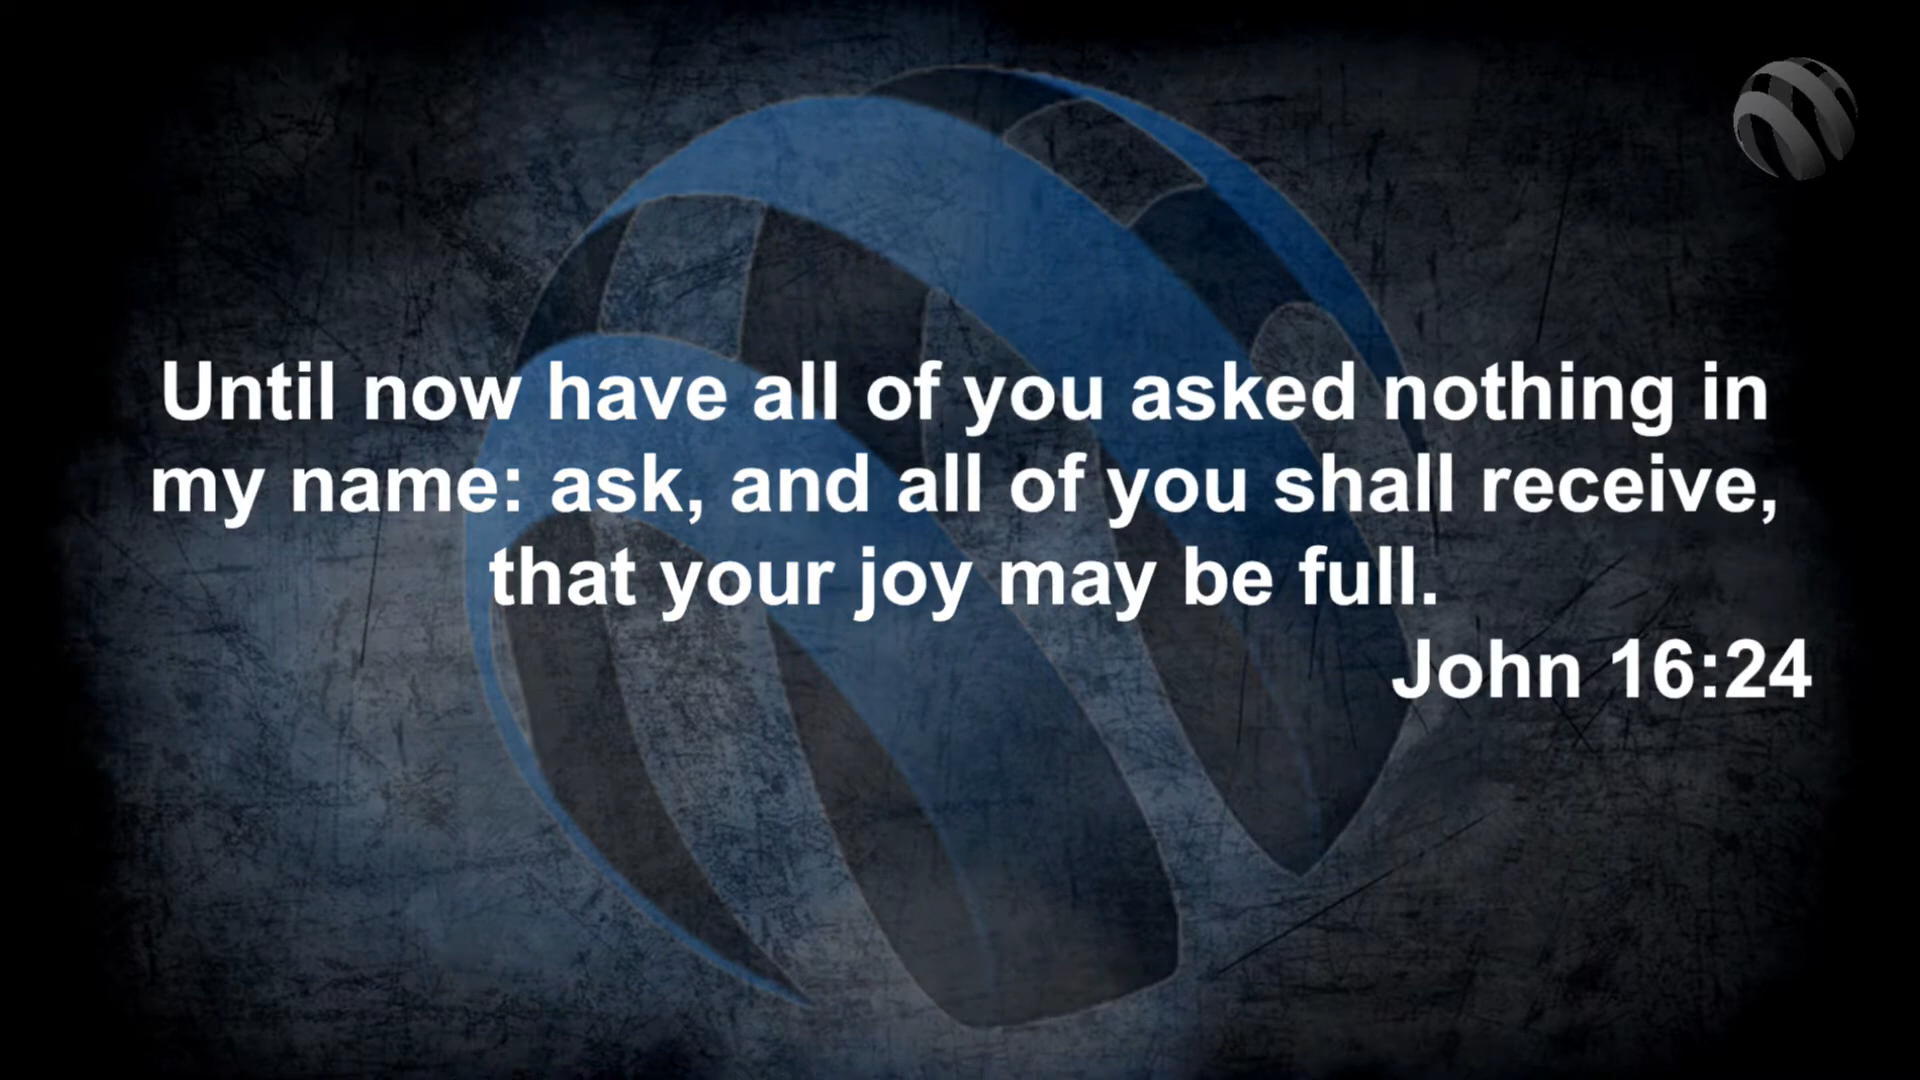 Until now have all of you asked nothing in
my name: ask, and all of you shall receive,
that your joy may be full.
John 16:24